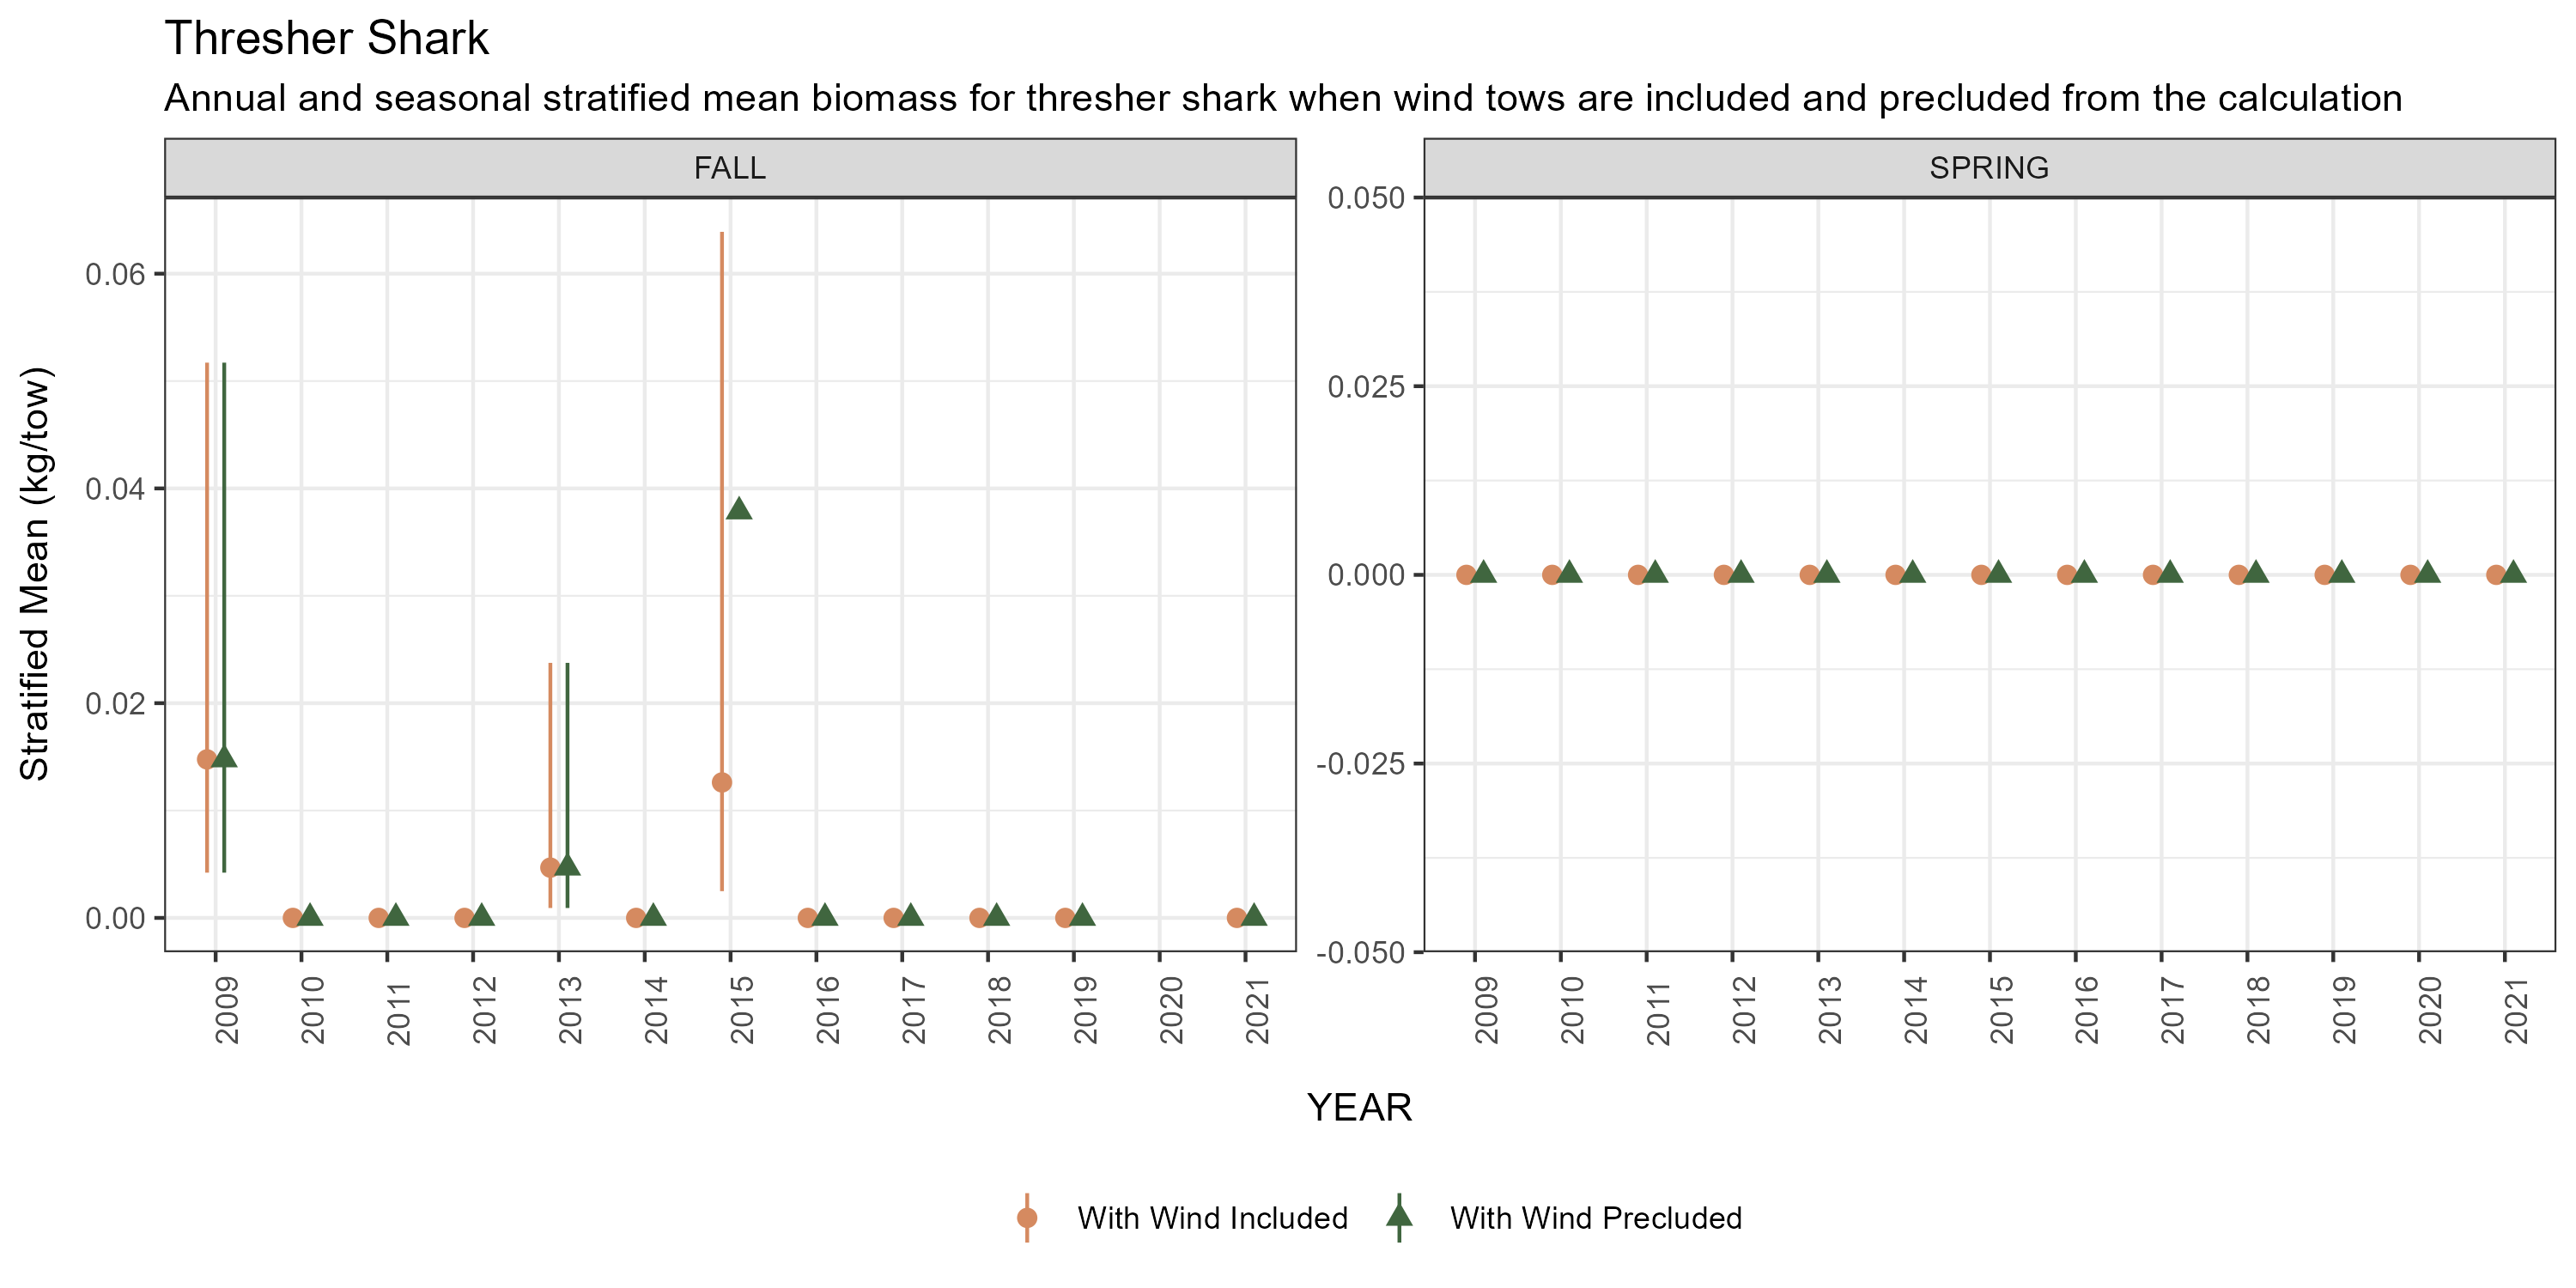 Thresher Shark
Annual and seasonal stratified mean biomass for thresher shark when wind tows are included and precluded from the calculation
FALL
SPRING
Stratified Mean (kg/tow)
0.06
0.04
0.02
0.00
0.050
0.025
0.000
-0.025
-0.050
2009 2010 2011 2012 2013 2014 2015 2016 2017 2018 2019 2020 2021
2009 2010 2011 2012 2013 2014 2015 2016 2017 2018 2019 2020 2021
YEAR
With Wind Included With Wind Precluded